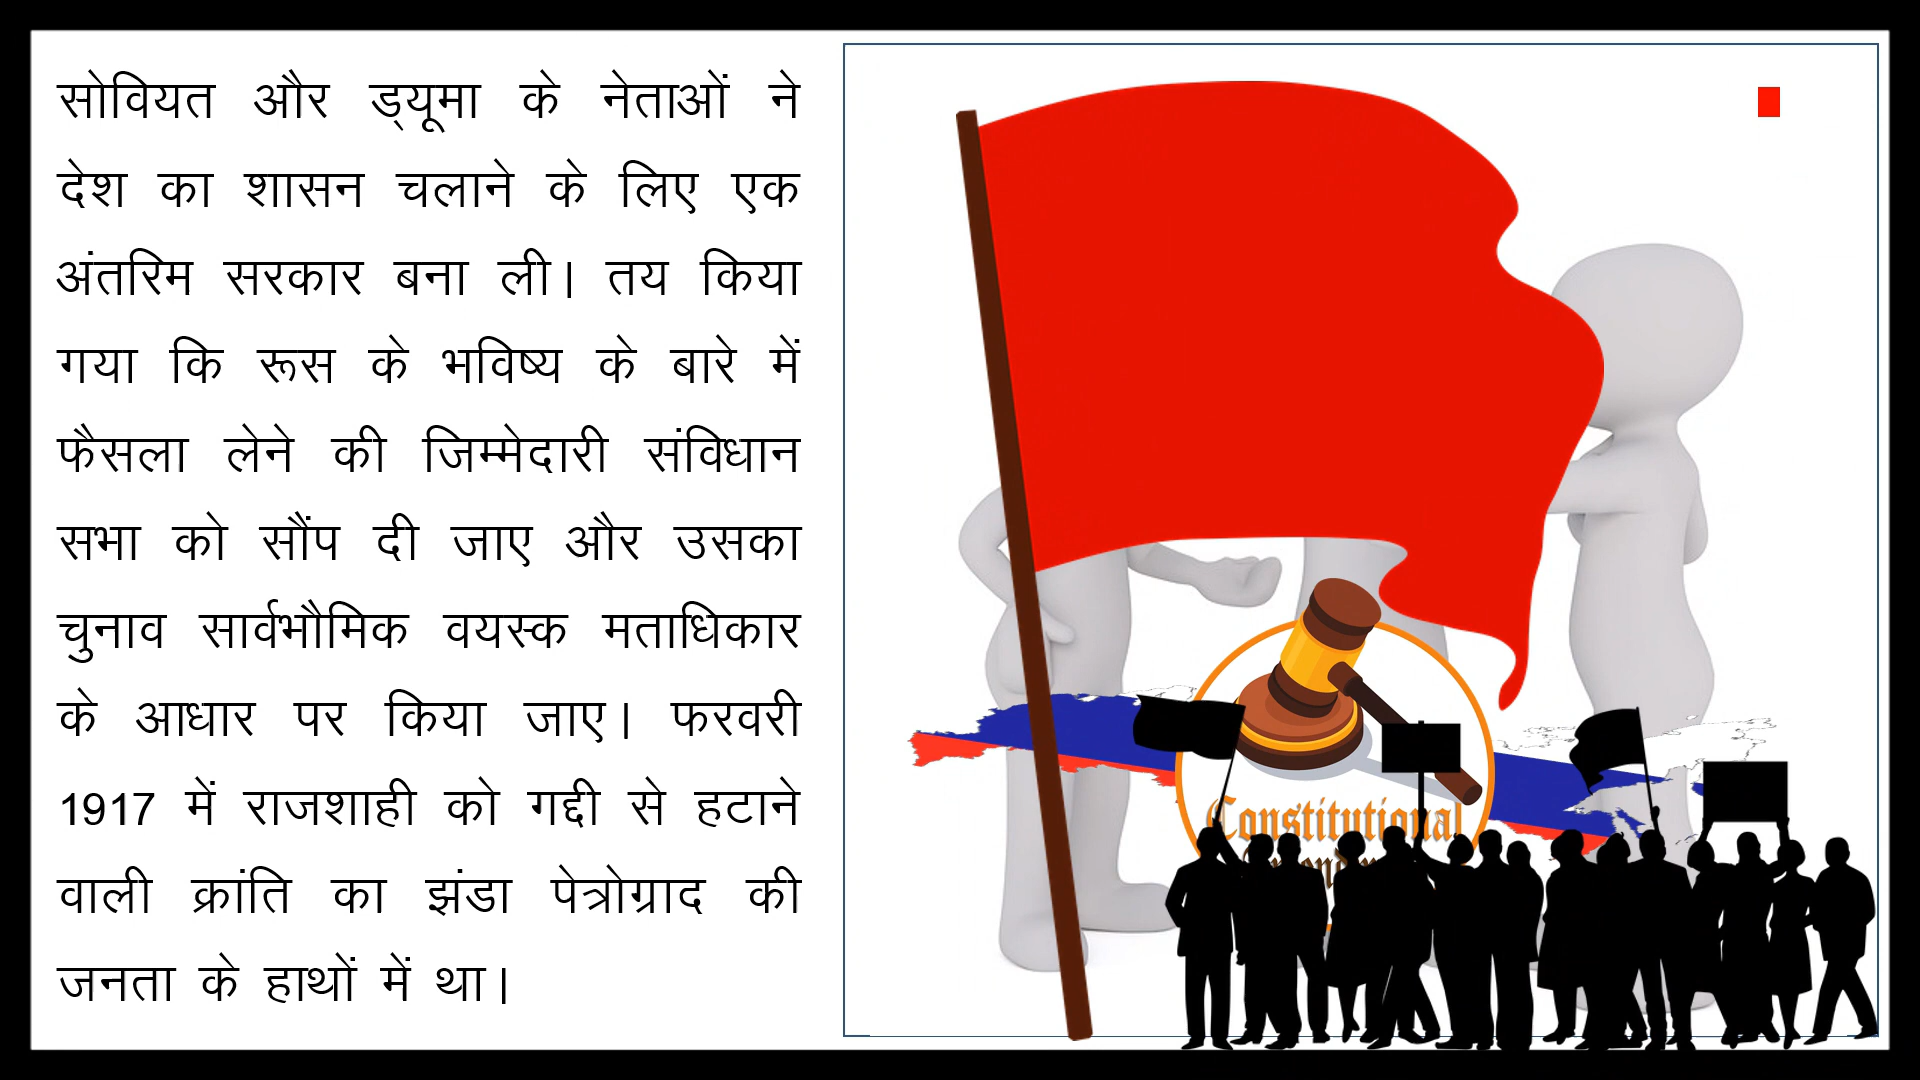 सोवियत और ड्यूमा के नेताओं ने
देश का शासन चलाने के लिए एक
अंतरिम सरकार बना ली। तय किया
गया कि रूस के भविष्य के बारे में
फैसला लेने की जिम्मेदारी संविधान
सभा को सौंप दी जाए और उसका
चुनाव सार्वभौमिक वयस्क मताधिकार
के आधार पर किया जाए। फरवरी
1917 में राजशाही को गद्दी से हटाने
वाली क्रांति का झंडा पेत्रोग्राद की
जनता के हाथों में था।
Constitutional